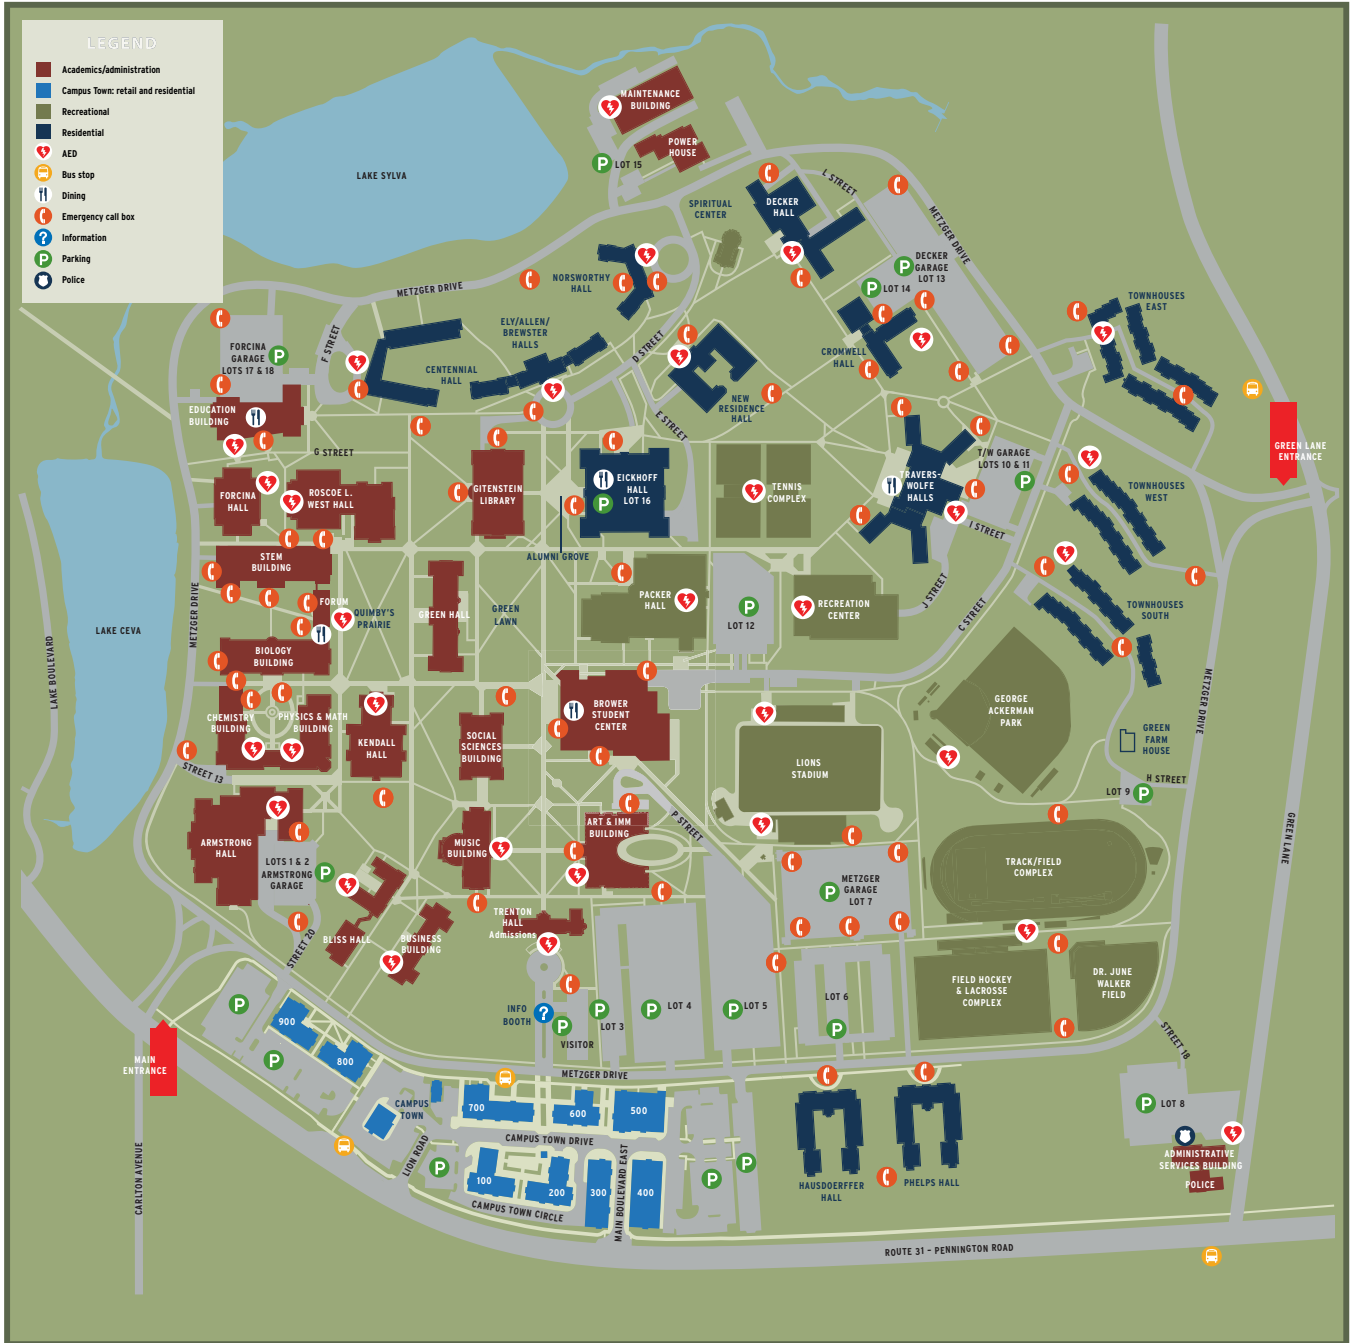 LEGEND
Academics/administration
Campus Town: retail and residential
Recreational
Residential
AED
Bus stop
Dining
Emergency call box
Information
Parking
Police
MAINTENANCE
BUILDING
POWER
HOUSE
P LOT 15
LAKE SYLVA
SPIRITUAL
CENTER
DECKER
HALL
L STREET
METZGER DRIVE
P DECKER
GARAGE
LOT 13
P LOT 14
NORSWORTHY
HALL
METZGER DRIVE
TOWNHOUSES
EAST
FORCINA
GARAGE P
LOTS 17 & 18
F STREET
ELY/ALLEN/
BREWSTER
HALLS
D STREET
CENTENNIAL
HALL
CROMWELL
HALL
NEW
RESIDENCE
HALL
E STREET
EDUCATION
BUILDING
G STREET
GREEN LANE
ENTRANCE
T/W GARAGE
LOTS 10 & 11
P
FORCINA
HALL
ROSCOE L.
WEST HALL
GITENSTEIN
LIBRARY
EICKHOFF
HALL
P LOT 16
TENNIS
COMPLEX
TRAVERS-
WOLFE
HALLS
TOWNHOUSES
WEST
I STREET
ALUMNI GROVE
STEM
BUILDING
METZGER DRIVE
FORUM
QUIMBY'S
PRAIRIE
GREEN HALL
GREEN
LAWN
PACKER
HALL
P
LOT 12
RECREATION
CENTER
J STREET
C STREET
TOWNHOUSES
SOUTH
LAKE CEVA
LAKE BOULEVARD
BIOLOGY
BUILDING
METZGER DRIVE
CHEMISTRY
BUILDING
PHYSICS & MATH
BUILDING
KENDALL
HALL
SOCIAL
SCIENCES
BUILDING
BROWER
STUDENT
CENTER
GEORGE
ACKERMAN
PARK
GREEN
FARM
HOUSE
LIONS
STADIUM
STREET 13
H STREET
LOT 9 P
ARMSTRONG
HALL
LOTS 1 & 2
ARMSTRONG
GARAGE
P
MUSIC
BUILDING
ART & IMM
BUILDING
P STREET
GREEN LANE
TRACK/FIELD
COMPLEX
P METZGER
GARAGE
LOT 7
BLISS HALL
BUSINESS
BUILDING
TRENTON
HALL
Admissions
STREET 20
FIELD HOCKEY
& LACROSSE
COMPLEX
DR. JUNE
WALKER
FIELD
P
900
P
800
INFO
BOOTH
?
P
VISITOR
P
LOT 3
P LOT 4
P LOT 5
LOT 6
P
STREET 18
MAIN
ENTRANCE
METZGER DRIVE
CAMPUS
TOWN
700
600
500
P LOT 8
CAMPUS TOWN DRIVE
LION ROAD
P
100
200
300
400
P
P
CAMPUS TOWN CIRCLE
MAIN BOULEVARD EAST
CARLTON AVENUE
HAUSDOERFFER
HALL
PHELPS HALL
ADMINISTRATIVE
SERVICES BUILDING
POLICE
ROUTE 31 – PENNINGTON ROAD